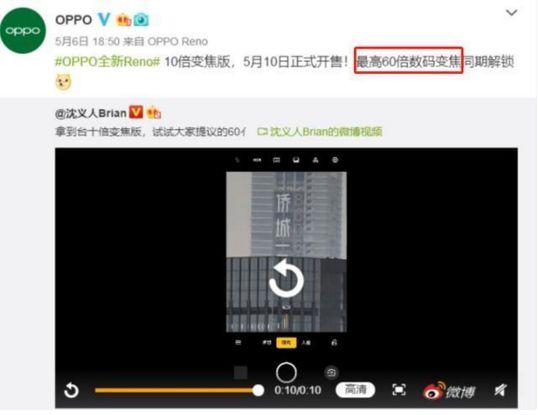 OPPO
oppo
5月6日 18:50 来自 OPPO Reno
#OPPO全新Reno# 10倍变焦版，5月10日正式开售！最高60倍数码变焦同期解锁
@沈义人Brian
拿到台十倍变焦版，试试大家提议的60
沈义人Brian的微博视频
侨城一
0:10/0:10
高清
微博